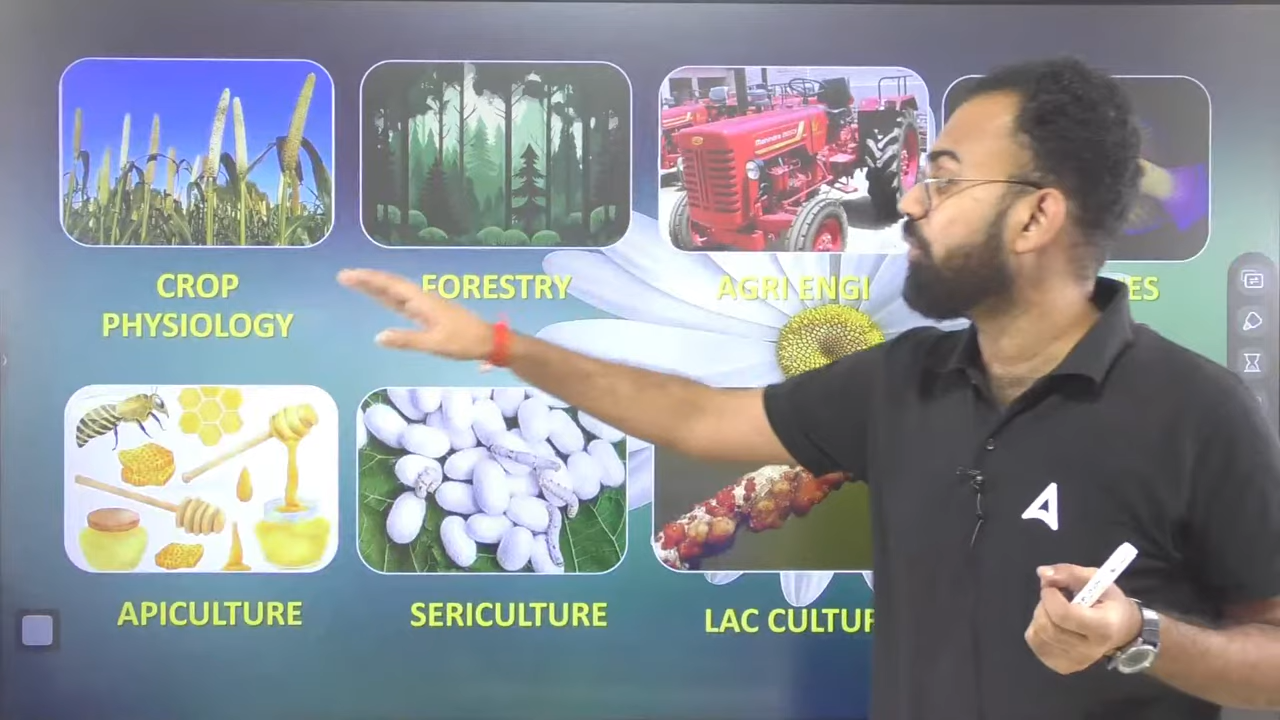 CROP
PHYSIOLOGY
FORESTRY
AGRI ENGI
ES
APICULTURE
SERICULTURE
LAC CULTUR